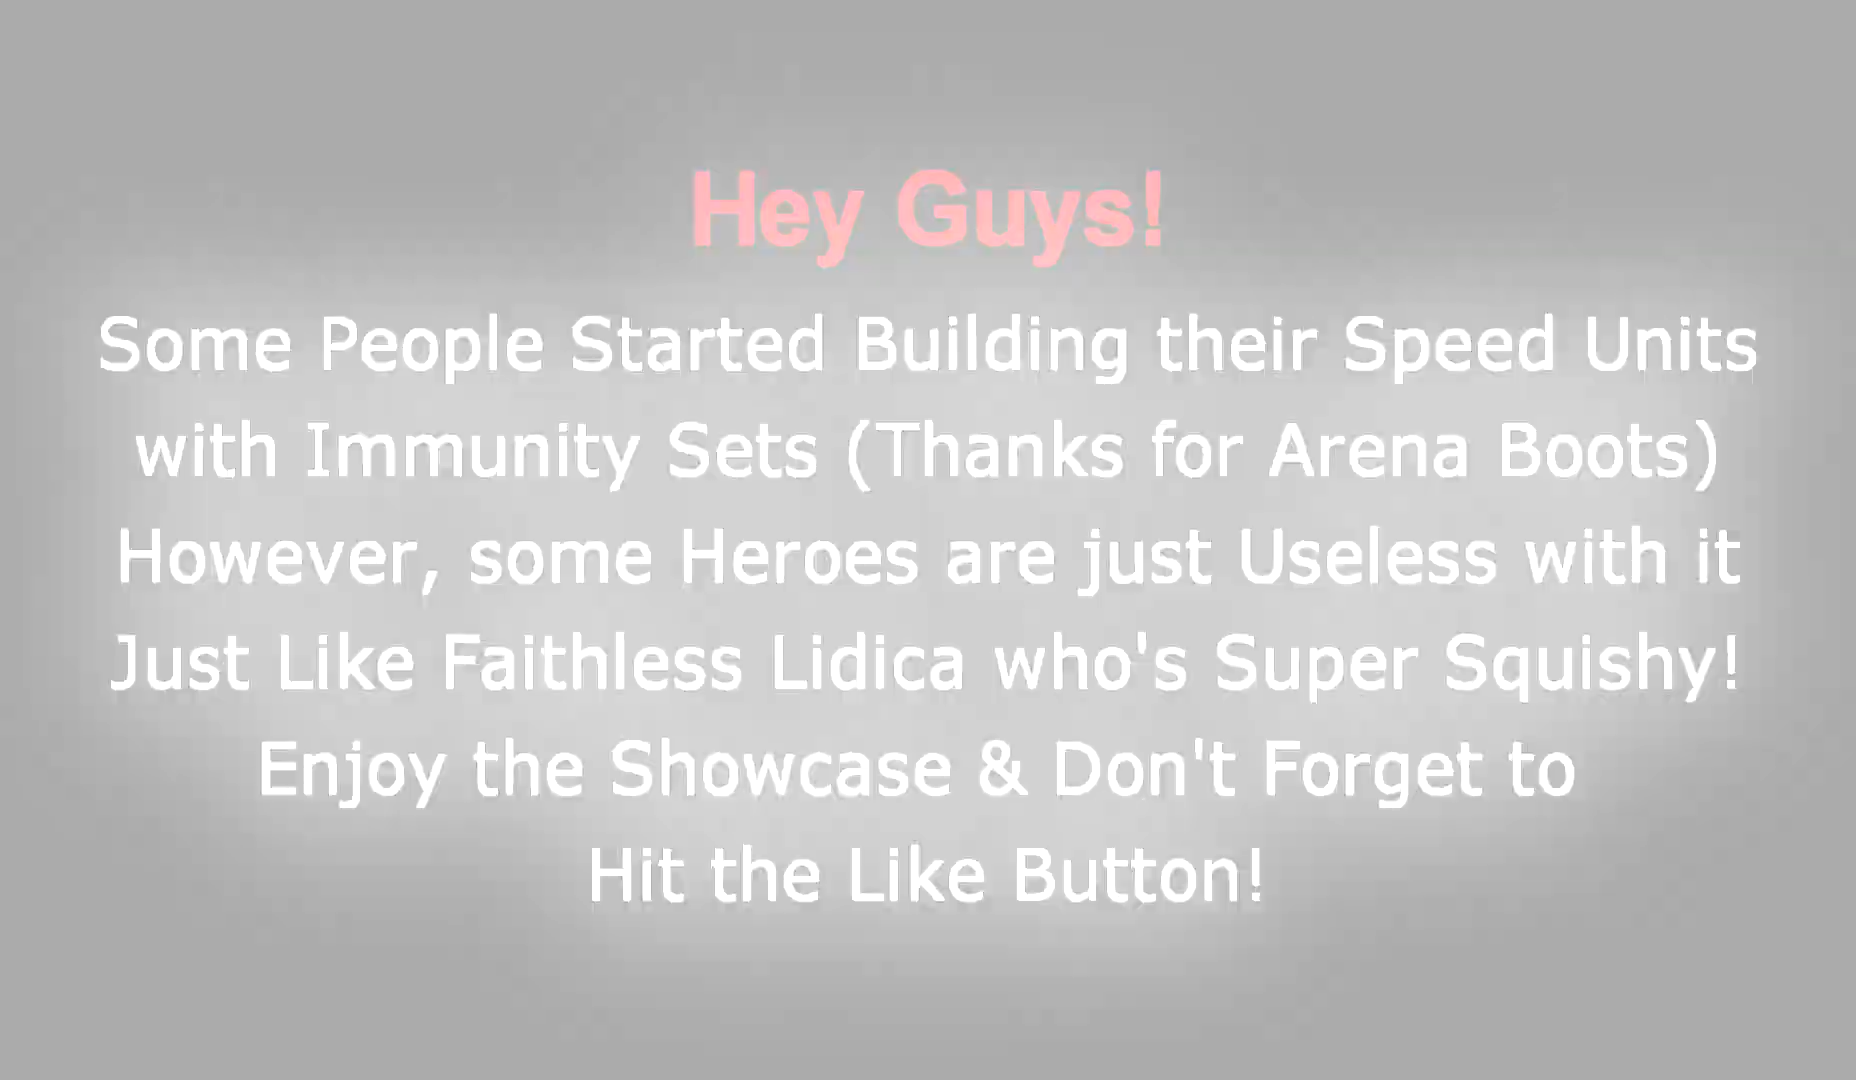 Hey Guys!
Some People Started Building their Speed Units
with Immunity Sets (Thanks for Arena Boots)
However, some Heroes are just Useless with it
Just Like Faithless Lidica who's Super Squishy!
Enjoy the Showcase & Don't Forget to
Hit the Like Button!